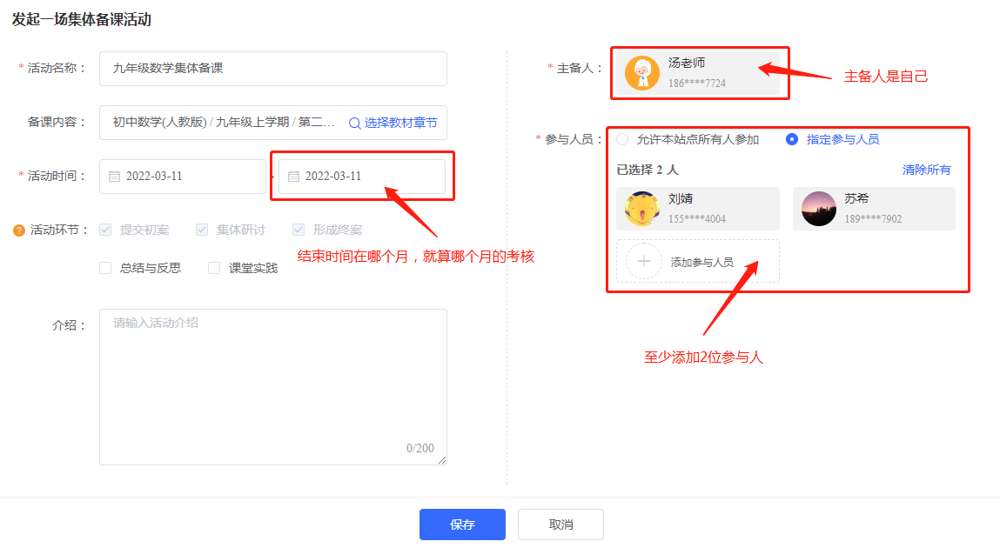 发起一场集体备课活动
* 活动名称： 九年级数学集体备课
备课内容： 初中数学(人教版) / 九年级上学期 / 第二... 选择教材章节
* 活动时间： 2022-03-11 - 2022-03-11
? 活动环节： 提交初案 集体研讨 形成终案
结束时间在哪个月，就算哪个月的考核
总结与反思 课堂实践
介绍： 请输入活动介绍
0/200
* 主备人： 汤老师
186****7724
主备人是自己
* 参与人员： 允许本站点所有人参加 指定参与人员
已选择 2 人 清除所有
刘婧 苏希
155****4004 189****7902
添加参与人员
至少添加2位参与人
保存 取消